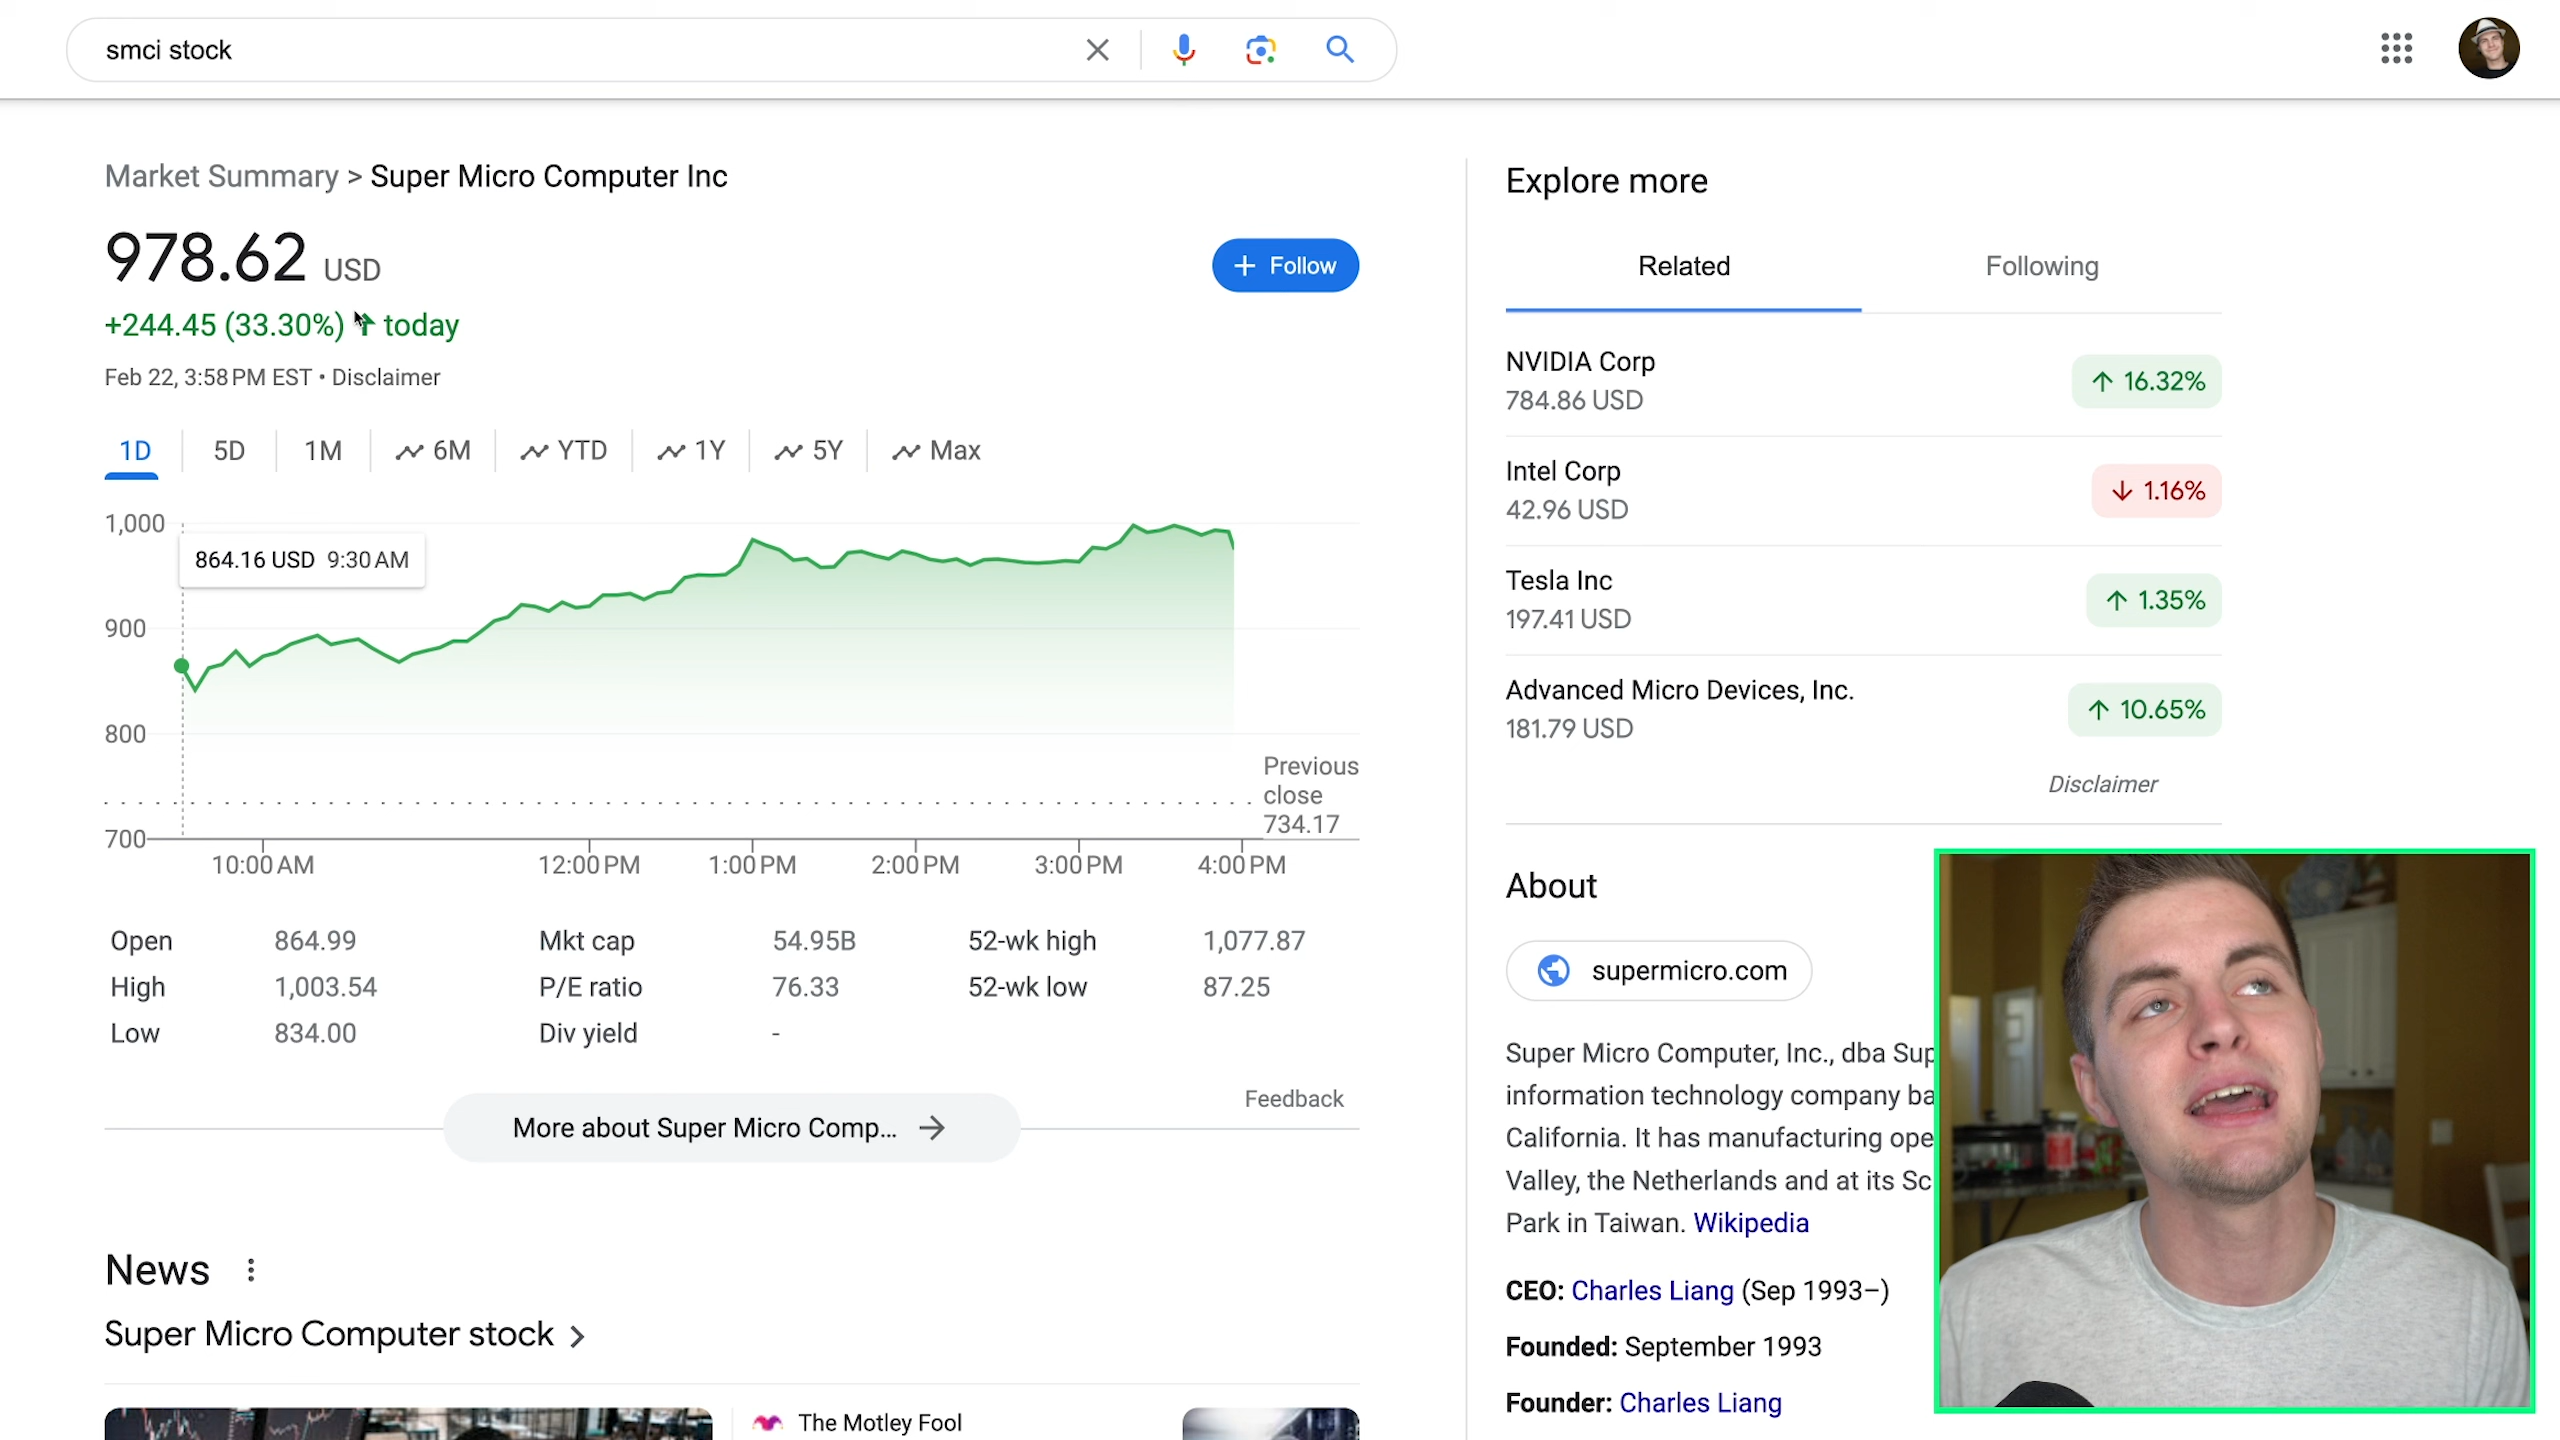 smci stock
Market Summary > Super Micro Computer Inc
978.62 USD
+ Follow
+244.45 (33.30%) ↑ today
Feb 22, 3:58 PM EST • Disclaimer
1D 5D 1M 6M YTD 1Y 5Y Max
1,000
864.16 USD 9:30 AM
900
800
Previous
close
734.17
700
10:00 AM 12:00 PM 1:00 PM 2:00 PM 3:00 PM 4:00 PM
Open 864.99 Mkt cap 54.95B 52-wk high 1,077.87
High 1,003.54 P/E ratio 76.33 52-wk low 87.25
Low 834.00 Div yield -
Feedback
More about Super Micro Comp... →
News
Super Micro Computer stock >
The Motley Fool
Explore more
Related Following
NVIDIA Corp
784.86 USD
↑ 16.32%
Intel Corp
42.96 USD
↓ 1.16%
Tesla Inc
197.41 USD
↑ 1.35%
Advanced Micro Devices, Inc.
181.79 USD
↑ 10.65%
Disclaimer
About
supermicro.com
Super Micro Computer, Inc., dba Sup
information technology company ba
California. It has manufacturing ope
Valley, the Netherlands and at its Sc
Park in Taiwan. Wikipedia
CEO: Charles Liang (Sep 1993–)
Founded: September 1993
Founder: Charles Liang